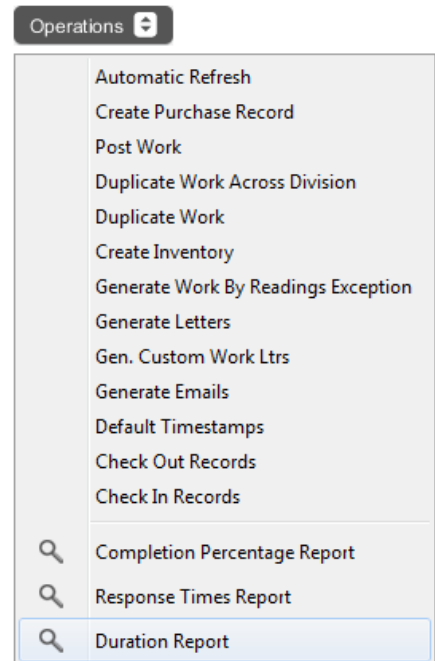 Operations
Automatic Refresh
Create Purchase Record
Post Work
Duplicate Work Across Division
Duplicate Work
Create Inventory
Generate Work By Readings Exception
Generate Letters
Gen. Custom Work Ltrs
Generate Emails
Default Timestamps
Check Out Records
Check In Records
Completion Percentage Report
Response Times Report
Duration Report